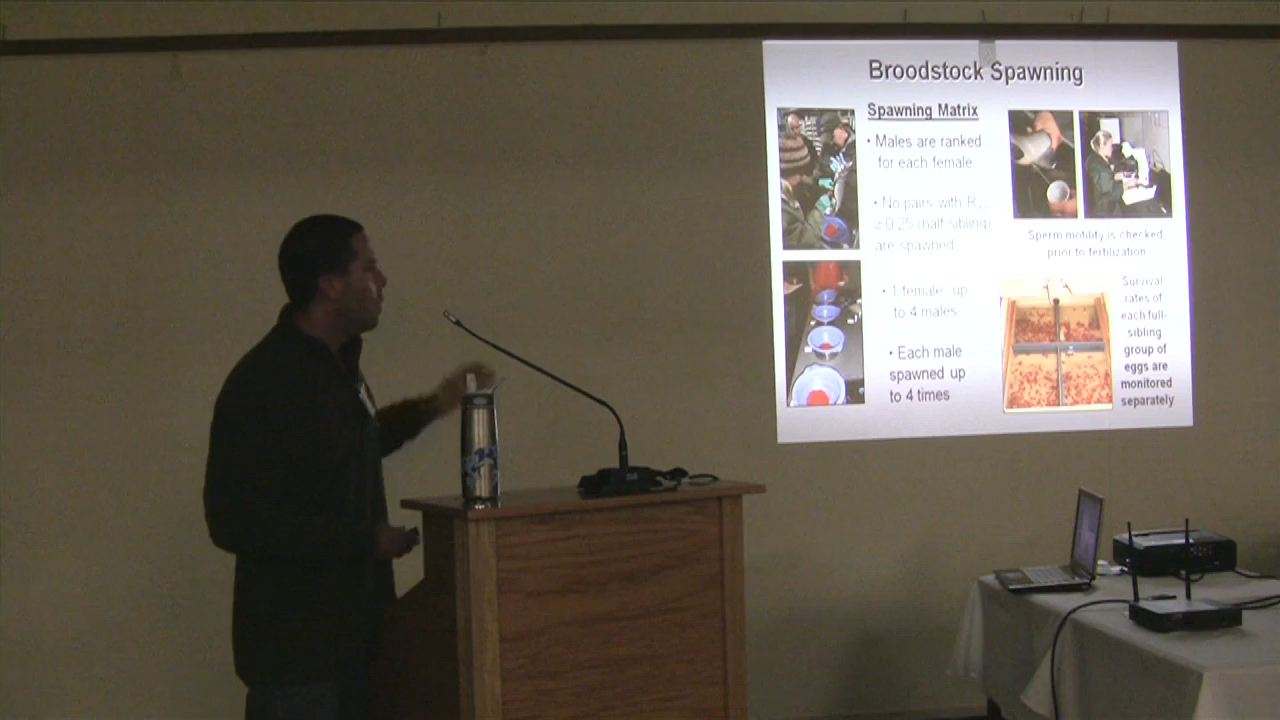 Broodstock Spawning
Spawning Matrix
• Males are ranked
for each female
• No pairs with R
≥0.25 (half sibling)
are spawned
• 1 female up
to 4 males
• Each male
spawned up
to 4 times
Sperm motility is checked
prior to fertilization
Survival
rates of
each full-
sibling
group of
eggs are
monitored
separately